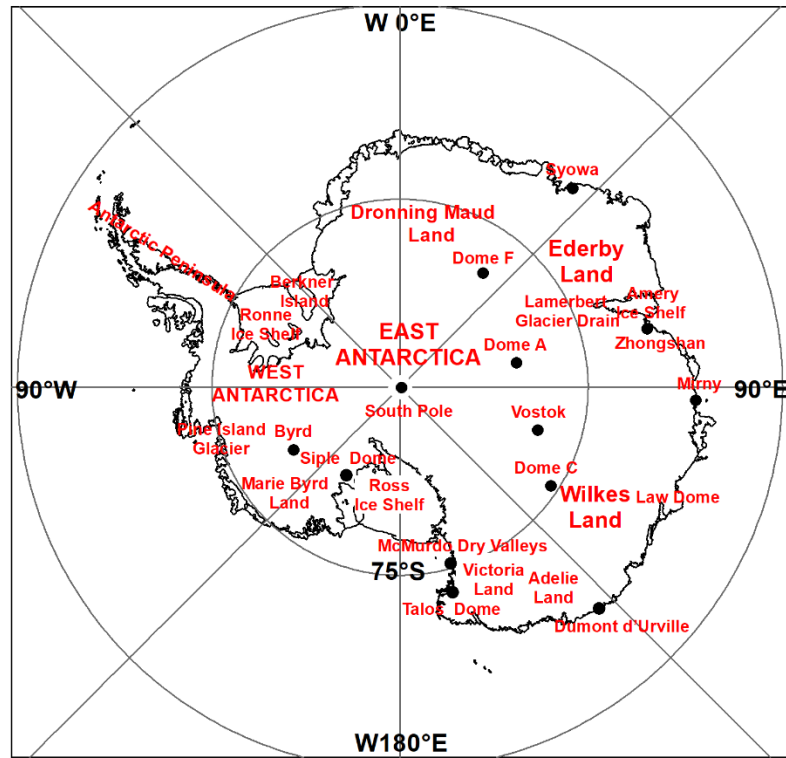 W 0°E
Syowa
Antarctic Peninsula
Dronning Maud
Land
Ederby
Land
Dome F
Berkner
Island
Ronne
Ice Shelf
Lamerbert
Glacier Drain
Amery
Ice Shelf
Zhongshan
EAST
ANTARCTICA
Dome A
WEST
ANTARCTICA
90°W
Mirny
90°E
South Pole
Vostok
Pine Island
Glacier
Byrd
Siple Dome
Dome C
Marie Byrd
Land
Ross
Ice Shelf
Wilkes
Land
Law Dome
McMurdo Dry Valleys
75°S
Victoria
Land
Adelie
Land
Talos Dome
Dumont d'Urville
W180°E